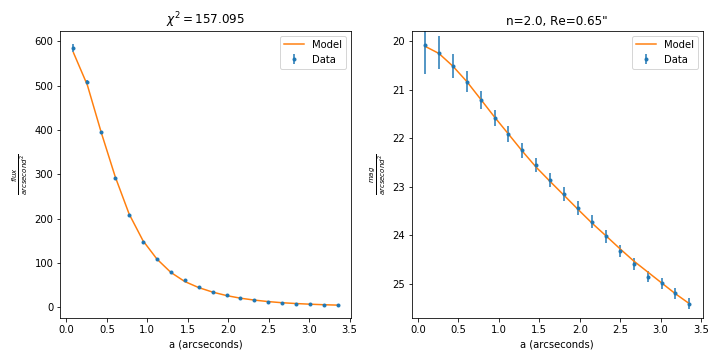 χ² = 157.095
600
500
400
300
200
100
0
flux
arcsecond²
0.0 0.5 1.0 1.5 2.0 2.5 3.0 3.5
a (arcseconds)
Model
Data
n=2.0, Re=0.65"
20
21
22
23
24
25
mag
arcsecond²
0.0 0.5 1.0 1.5 2.0 2.5 3.0 3.5
a (arcseconds)
Model
Data